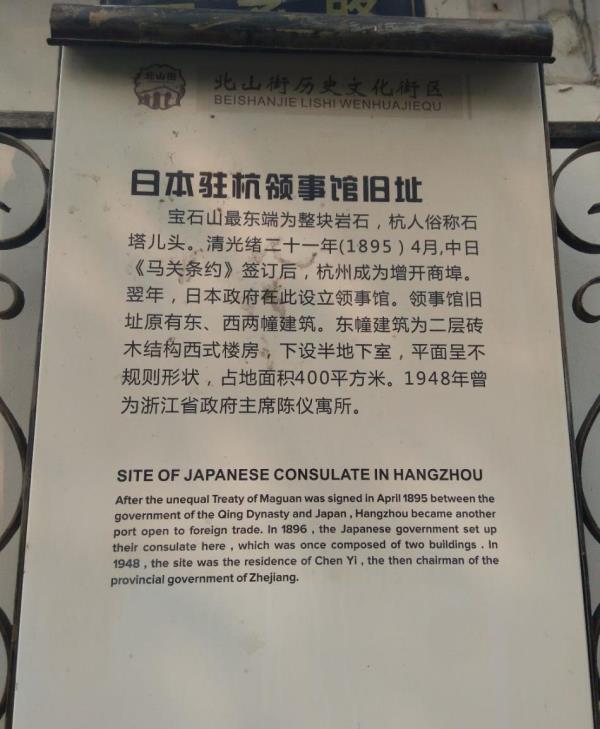 北山街
北山街历史文化街区
BEISHANJIE LISHI WENHUAJIEQU
日本驻杭领事馆旧址
宝石山最东端为整块岩石，杭人俗称石
塔儿头。清光绪二十一年(1895）4月,中日
《马关条约》签订后，杭州成为增开商埠。
翌年，日本政府在此设立领事馆。领事馆旧
址原有东、西两幢建筑。东幢建筑为二层砖
木结构西式楼房，下设半地下室，平面呈不
规则形状，占地面积400平方米。1948年曾
为浙江省政府主席陈仪寓所。
SITE OF JAPANESE CONSULATE IN HANGZHOU
After the unequal Treaty of Maguan was signed in April 1895 between the
government of the Qing Dynasty and Japan , Hangzhou became another
port open to foreign trade. In 1896 , the Japanese government set up
their consulate here , which was once composed of two buildings . In
1948 , the site was the residence of Chen Yi , the then chairman of the
provincial government of Zhejiang.